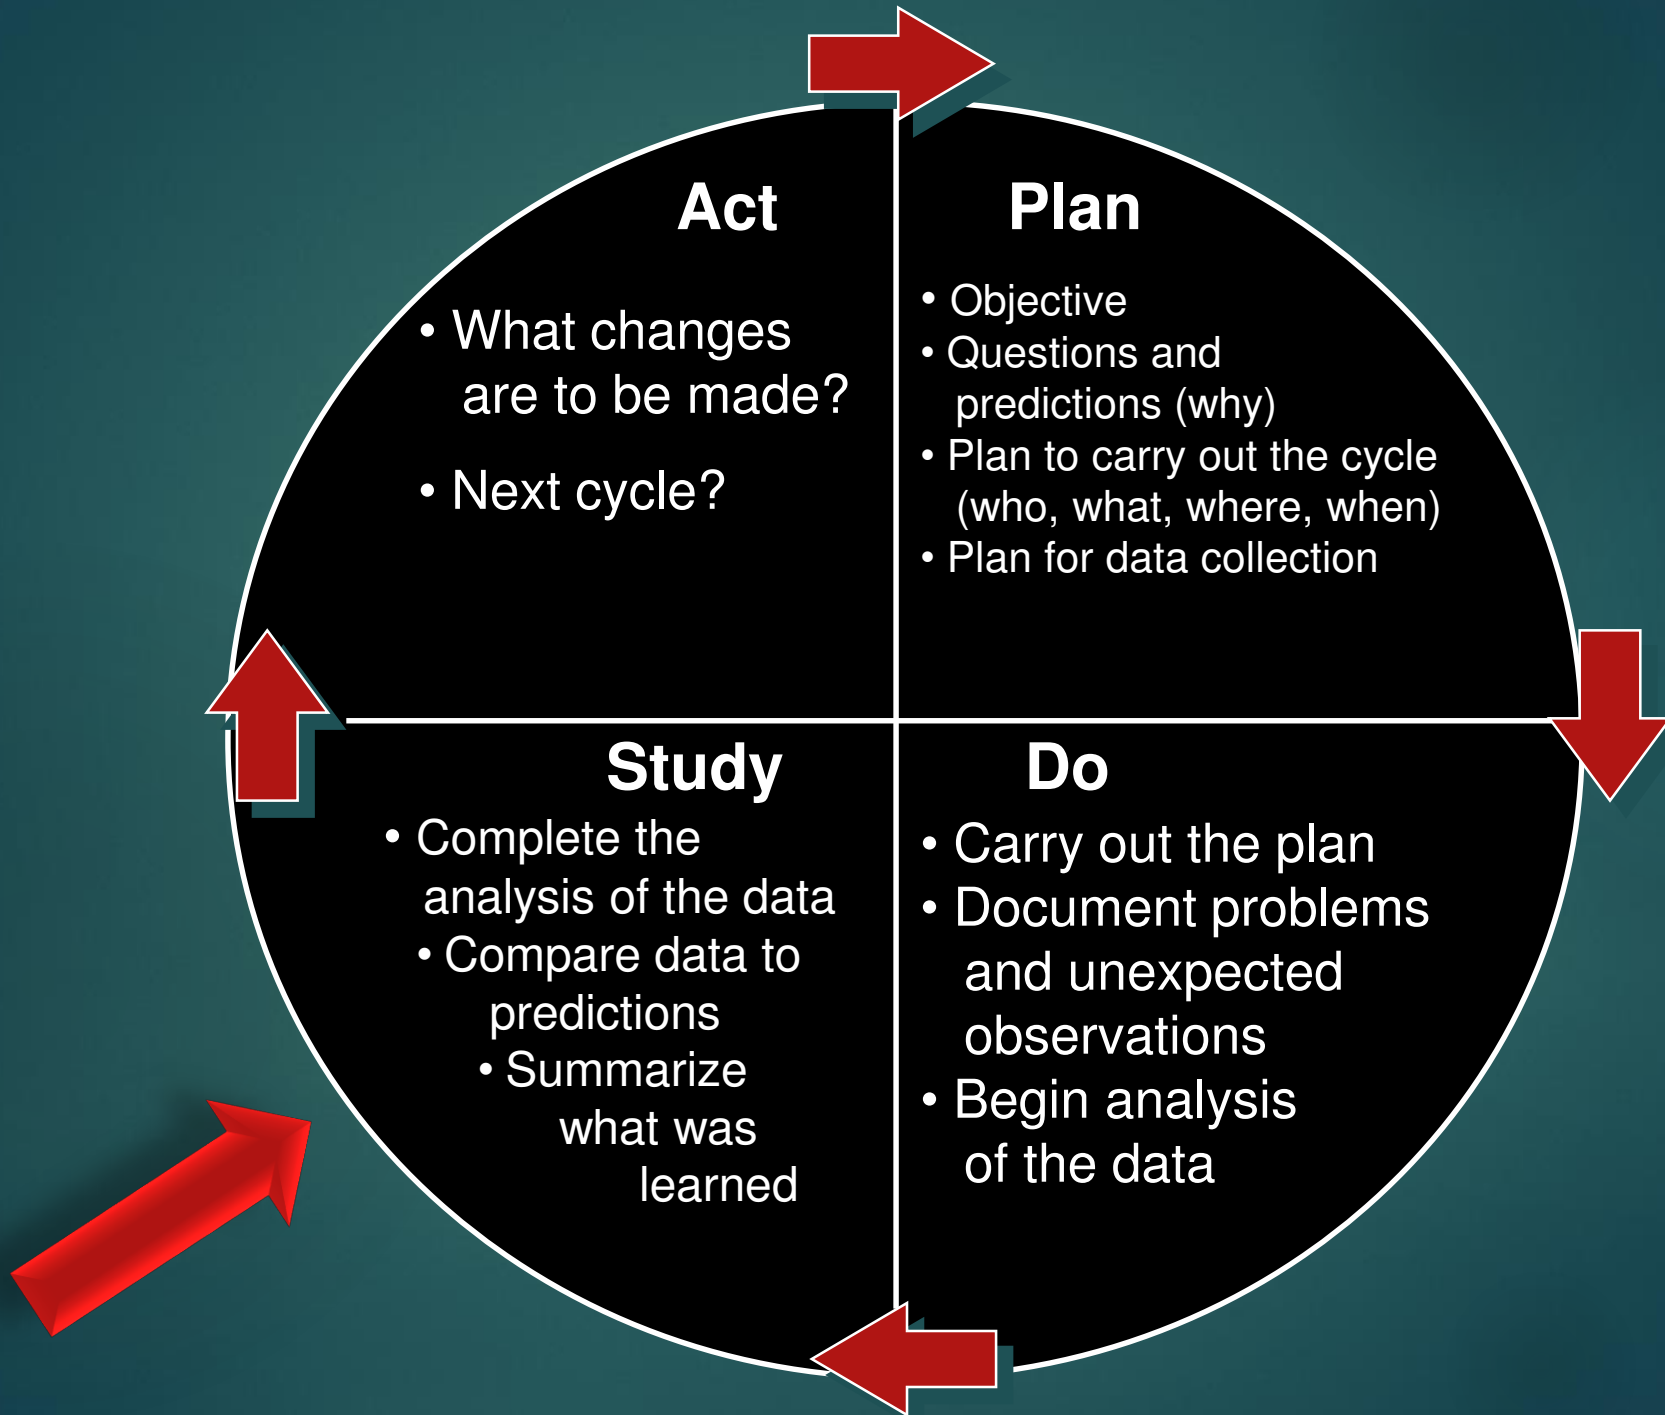 Act
• What changes
are to be made?
• Next cycle?
Plan
• Objective
• Questions and
predictions (why)
• Plan to carry out the cycle
(who, what, where, when)
• Plan for data collection
Study
• Complete the
analysis of the data
• Compare data to
predictions
• Summarize
what was
learned
Do
• Carry out the plan
• Document problems
and unexpected
observations
• Begin analysis
of the data